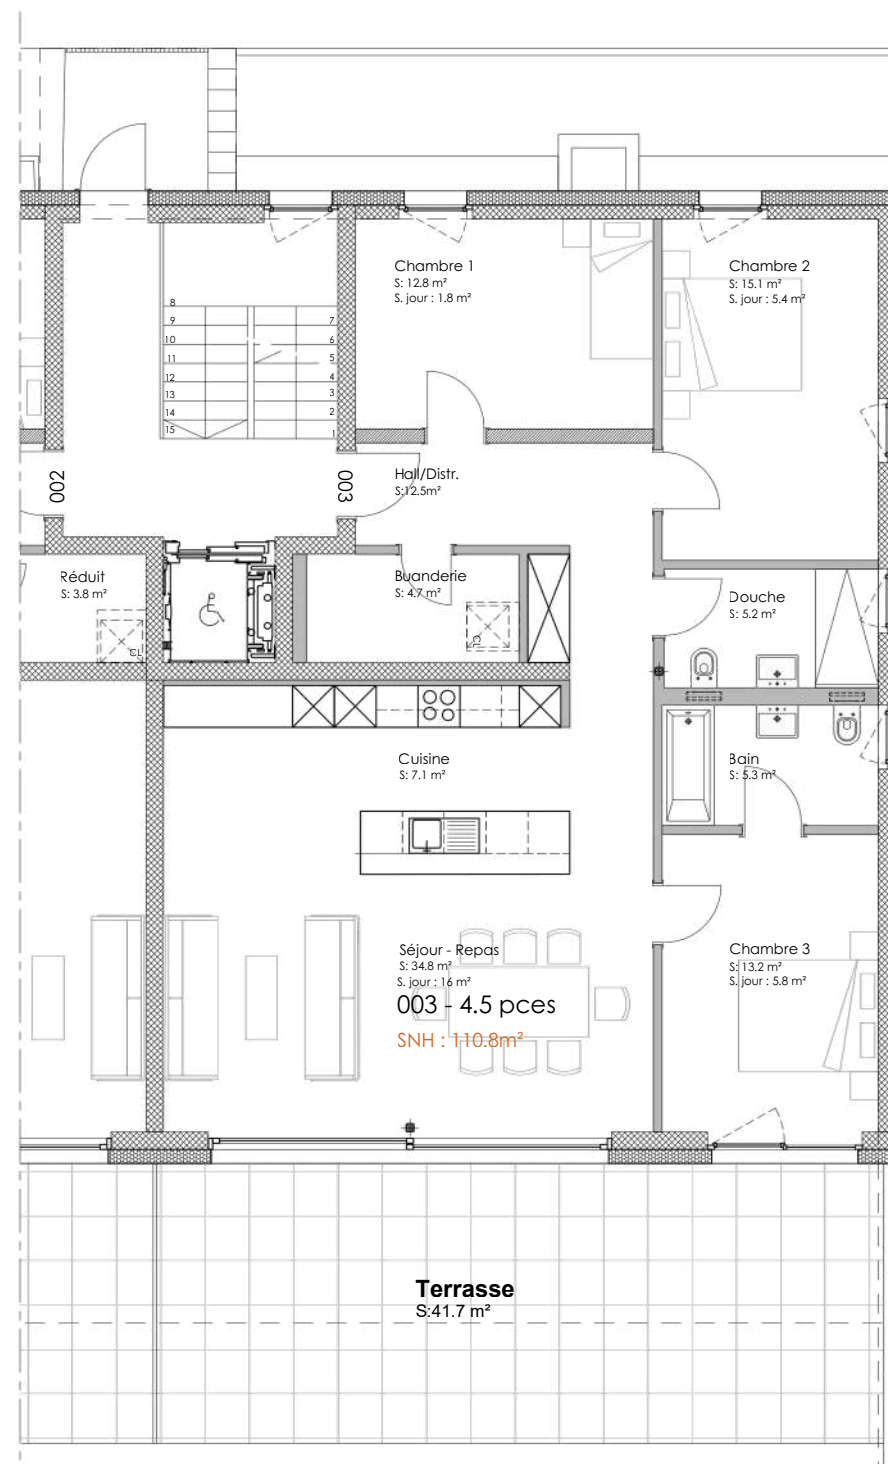 Chambre 1
S: 12.8 m²
S. jour : 1.8 m²
Chambre 2
S: 15.1 m²
S. jour : 5.4 m²
8
9
10
11
12
13
14
15
7
6
5
4
3
2
1
002
003
Hall/Distr.
S:12.5m²
Réduit
S: 3.8 m²
CL
Buanderie
S: 4.7 m²
CL
Douche
S: 5.2 m²
Cuisine
S: 7.1 m²
Bain
S: 5.3 m²
Séjour - Repas
S: 34.8 m²
S. jour : 16 m²
003 - 4.5 pces
SNH : 110.8m²
Chambre 3
S: 13.2 m²
S. jour : 5.8 m²
Terrasse
S:41.7 m²